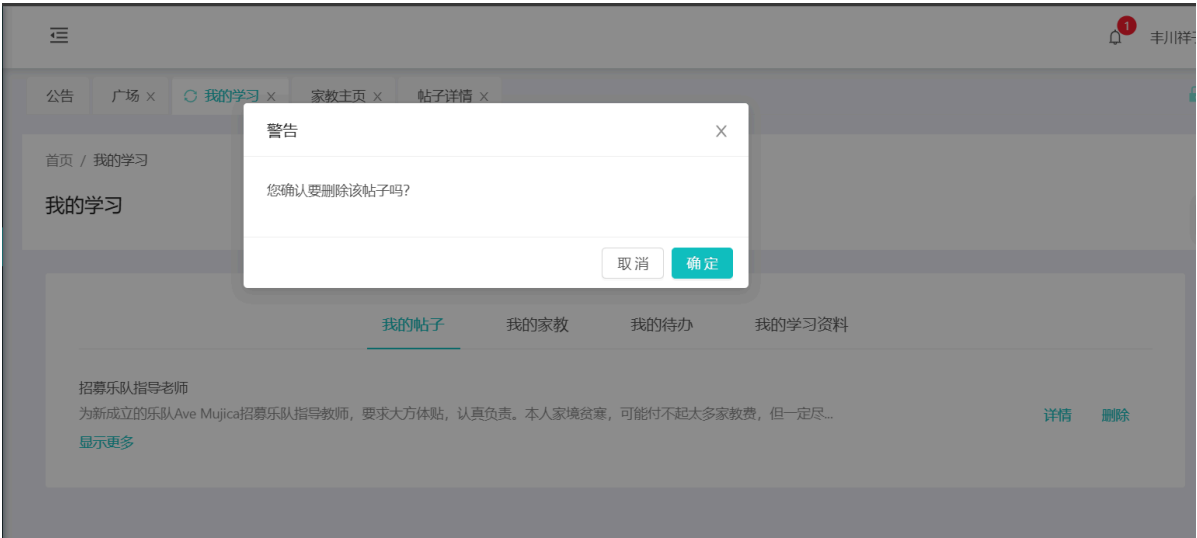 1
丰川祥子
公告 广场 我的学习 家教主页 帖子详情
首页 / 我的学习
我的学习
警告
您确认要删除该帖子吗?
取消 确定
我的帖子 我的家教 我的待办 我的学习资料
招募乐队指导老师
为新成立的乐队Ave Mujica招募乐队指导教师，要求大方体贴，认真负责。本人家境贫寒，可能付不起太多家教费，但一定尽...
详情 删除
显示更多